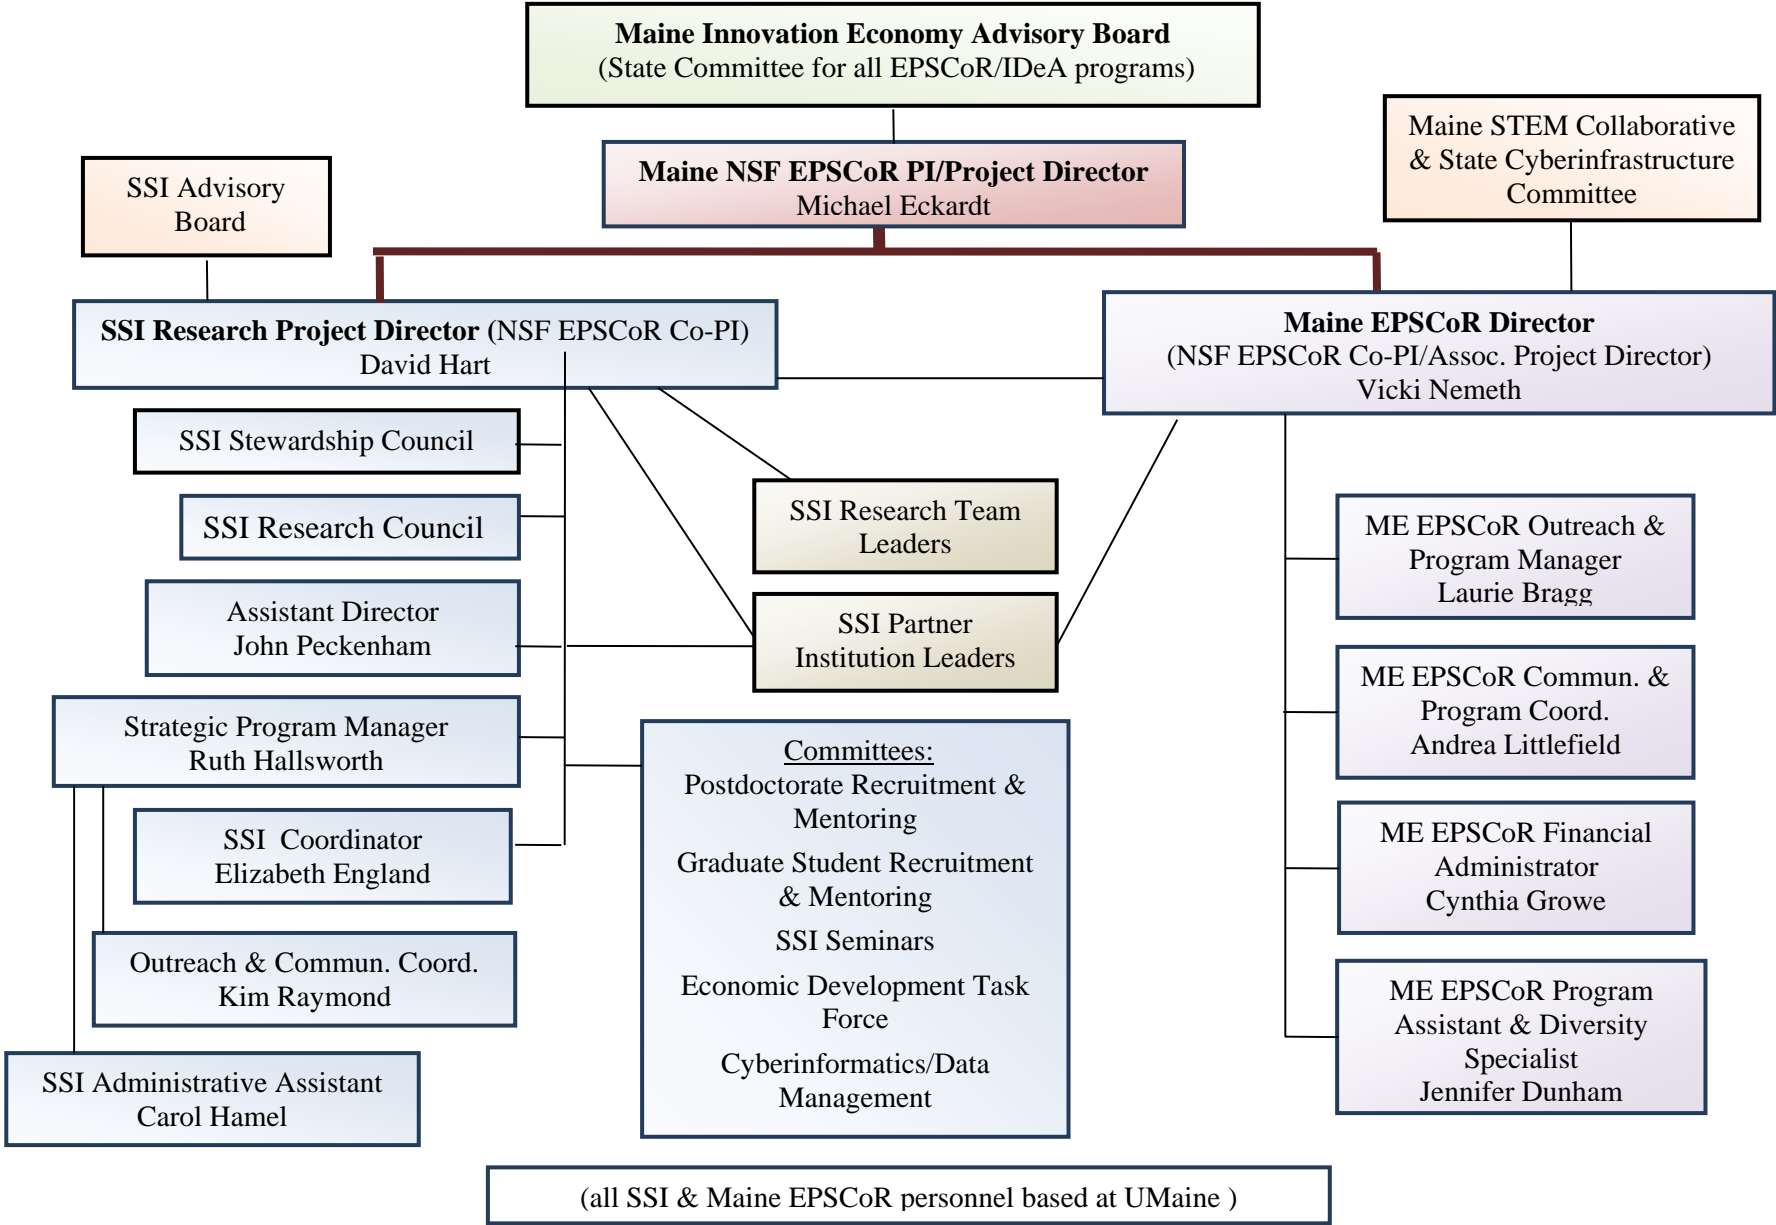 Maine Innovation Economy Advisory Board
(State Committee for all EPSCoR/IDeA programs)
Maine STEM Collaborative
& State Cyberinfrastructure
Committee
Maine NSF EPSCoR PI/Project Director
Michael Eckardt
SSI Advisory
Board
SSI Research Project Director (NSF EPSCoR Co-PI)
David Hart
Maine EPSCoR Director
(NSF EPSCoR Co-PI/Assoc. Project Director)
Vicki Nemeth
SSI Stewardship Council
SSI Research Council
Assistant Director
John Peckenham
Strategic Program Manager
Ruth Hallsworth
SSI  Coordinator
Elizabeth England
Outreach & Commun. Coord.
Kim Raymond
SSI Administrative Assistant
Carol Hamel
SSI Research Team
Leaders
SSI Partner
Institution Leaders
Committees:
Postdoctorate Recruitment &
Mentoring
Graduate Student Recruitment
& Mentoring
SSI Seminars
Economic Development Task
Force
Cyberinformatics/Data
Management
ME EPSCoR Outreach &
Program Manager
Laurie Bragg
ME EPSCoR Commun. &
Program Coord.
Andrea Littlefield
ME EPSCoR Financial
Administrator
Cynthia Growe
ME EPSCoR Program
Assistant & Diversity
Specialist
Jennifer Dunham
(all SSI & Maine EPSCoR personnel based at UMaine )